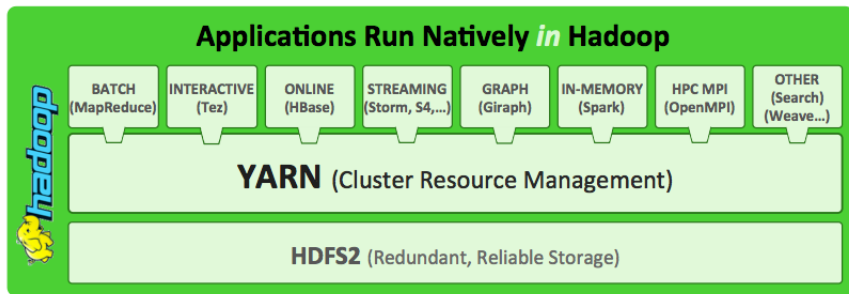 Applications Run Natively in Hadoop
hadoop
BATCH
(MapReduce)
INTERACTIVE
(Tez)
ONLINE
(HBase)
STREAMING
(Storm, S4,...)
GRAPH
(Giraph)
IN-MEMORY
(Spark)
HPC MPI
(OpenMPI)
OTHER
(Search)
(Weave...)
YARN (Cluster Resource Management)
HDFS2 (Redundant, Reliable Storage)